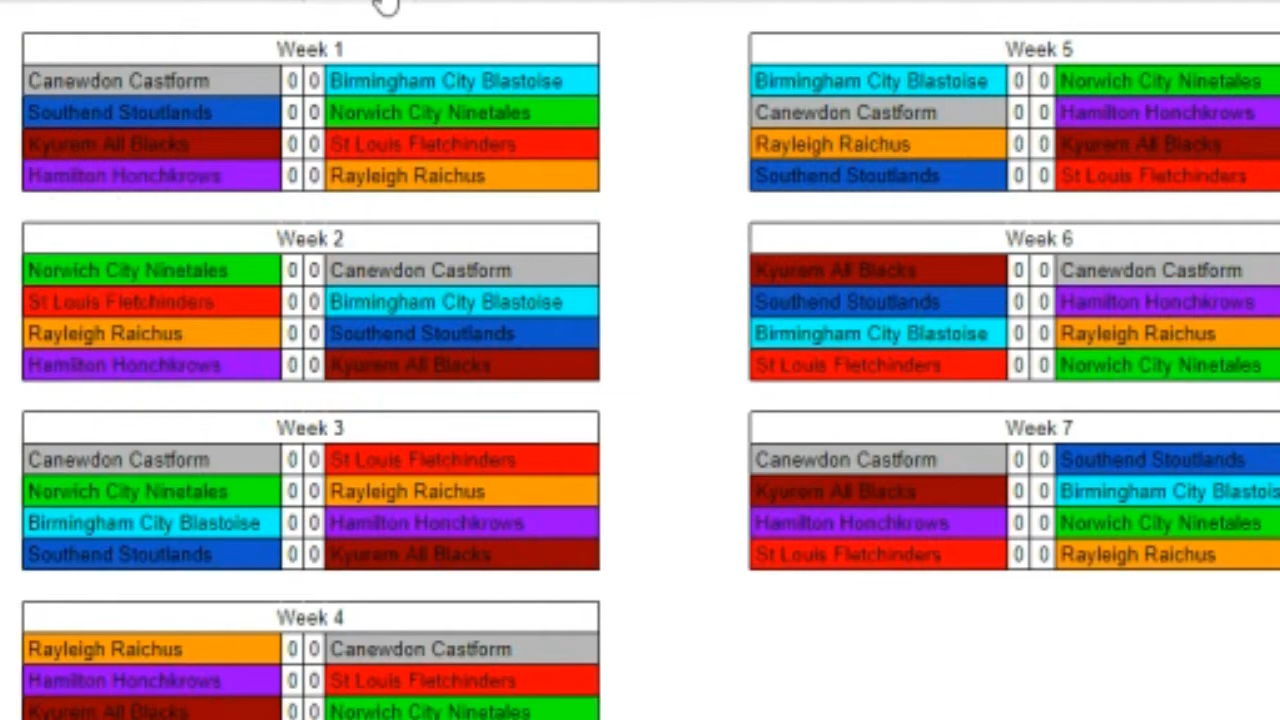 Week 1
Canewdon Castform 0 0 Birmingham City Blastoise
Southend Stoutlands 0 0 Norwich City Ninetales
Kyurem All Blacks 0 0 St Louis Fletchinders
Hamilton Honchkrows 0 0 Rayleigh Raichus
Week 2
Norwich City Ninetales 0 0 Canewdon Castform
St Louis Fletchinders 0 0 Birmingham City Blastoise
Rayleigh Raichus 0 0 Southend Stoutlands
Hamilton Honchkrows 0 0 Kyurem All Blacks
Week 3
Canewdon Castform 0 0 St Louis Fletchinders
Norwich City Ninetales 0 0 Rayleigh Raichus
Birmingham City Blastoise 0 0 Hamilton Honchkrows
Southend Stoutlands 0 0 Kyurem All Blacks
Week 4
Rayleigh Raichus 0 0 Canewdon Castform
Hamilton Honchkrows 0 0 St Louis Fletchinders
Kyurem All Blacks 0 0 Norwich City Ninetales
Week 5
Birmingham City Blastoise 0 0 Norwich City Ninetales
Canewdon Castform 0 0 Hamilton Honchkrows
Rayleigh Raichus 0 0 Kyurem All Blacks
Southend Stoutlands 0 0 St Louis Fletchinders
Week 6
Kyurem All Blacks 0 0 Canewdon Castform
Southend Stoutlands 0 0 Hamilton Honchkrows
Birmingham City Blastoise 0 0 Rayleigh Raichus
St Louis Fletchinders 0 0 Norwich City Ninetales
Week 7
Canewdon Castform 0 0 Southend Stoutlands
Kyurem All Blacks 0 0 Birmingham City Blastois
Hamilton Honchkrows 0 0 Norwich City Ninetales
St Louis Fletchinders 0 0 Rayleigh Raichus